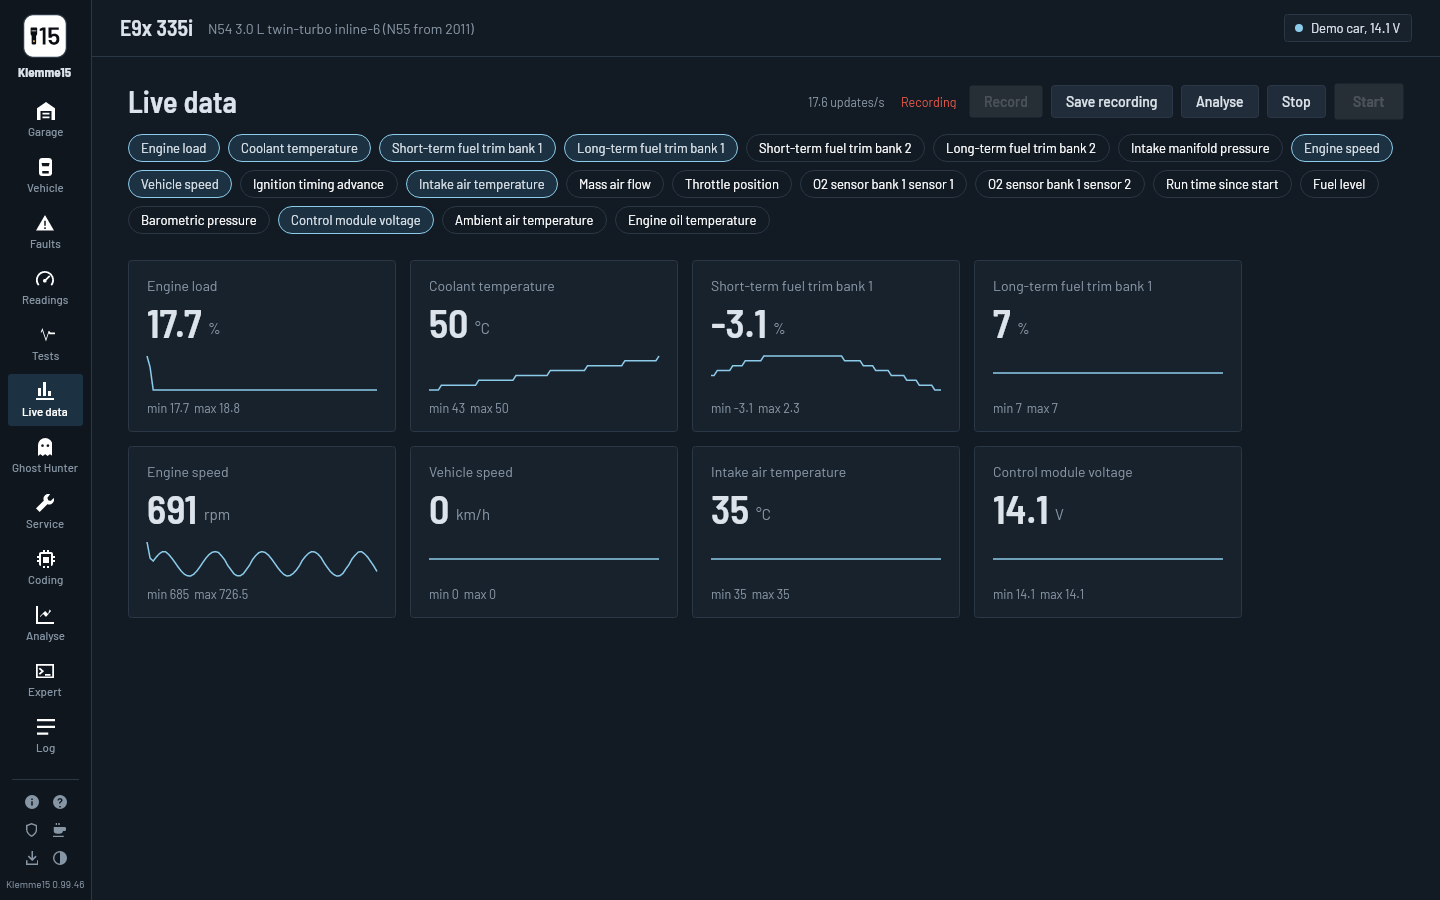 15
Klemme15
Garage
Vehicle
Faults
Readings
Tests
Live data
Ghost Hunter
Service
Coding
Analyse
Expert
Log
Klemme15 0.99.46
E9x 335i N54 3.0 L twin-turbo inline-6 (N55 from 2011)
Demo car, 14.1 V
Live data
17.6 updates/s Recording Record Save recording Analyse Stop Start
Engine load Coolant temperature Short-term fuel trim bank 1 Long-term fuel trim bank 1 Short-term fuel trim bank 2 Long-term fuel trim bank 2 Intake manifold pressure Engine speed
Vehicle speed Ignition timing advance Intake air temperature Mass air flow Throttle position O2 sensor bank 1 sensor 1 O2 sensor bank 1 sensor 2 Run time since start Fuel level
Barometric pressure Control module voltage Ambient air temperature Engine oil temperature
Engine load
17.7 %
min 17.7 max 18.8
Coolant temperature
50 °C
min 43 max 50
Short-term fuel trim bank 1
-3.1 %
min -3.1 max 2.3
Long-term fuel trim bank 1
7 %
min 7 max 7
Engine speed
691 rpm
min 685 max 726.5
Vehicle speed
0 km/h
min 0 max 0
Intake air temperature
35 °C
min 35 max 35
Control module voltage
14.1 V
min 14.1 max 14.1